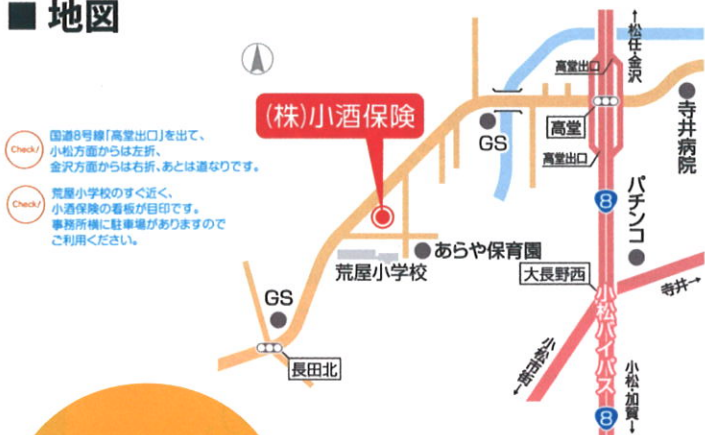 ■ 地図
Check!
国道8号線「高堂出口」を出て、
小松方面からは左折、
金沢方面からは右折、あとは道なりです。
Check!
荒屋小学校のすぐ近く、
小酒保険の看板が目印です。
事務所横に駐車場がありますので
ご利用ください。
(株)小酒保険
←松任・金沢
高堂出口
高堂
高堂出口
寺井病院
GS
8
パチンコ
あらや保育園
荒屋小学校
大長野西
寺井→
GS
長田北
小松バイパス
小松市街→
小松・加賀→
8